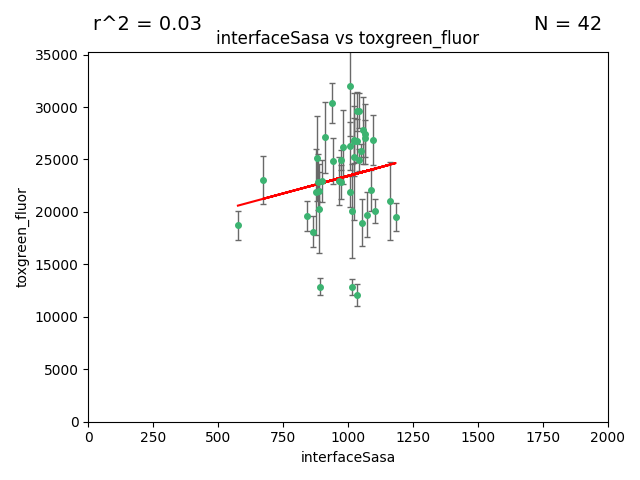 r^2 = 0.03
N = 42
interfaceSasa vs toxgreen_fluor
35000
30000
25000
20000
15000
10000
5000
0
toxgreen_fluor
0 250 500 750 1000 1250 1500 1750 2000
interfaceSasa